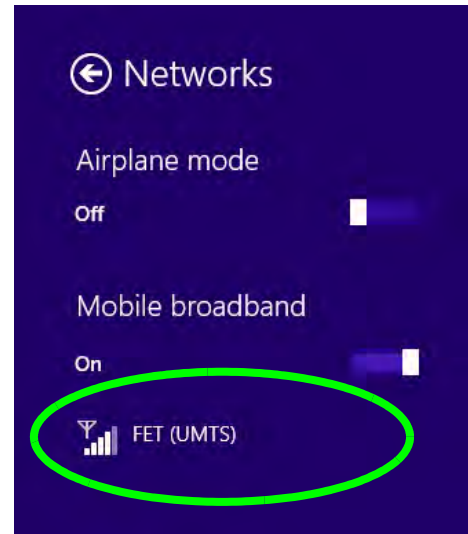 Networks
Airplane mode
Off
Mobile broadband
On
FET (UMTS)